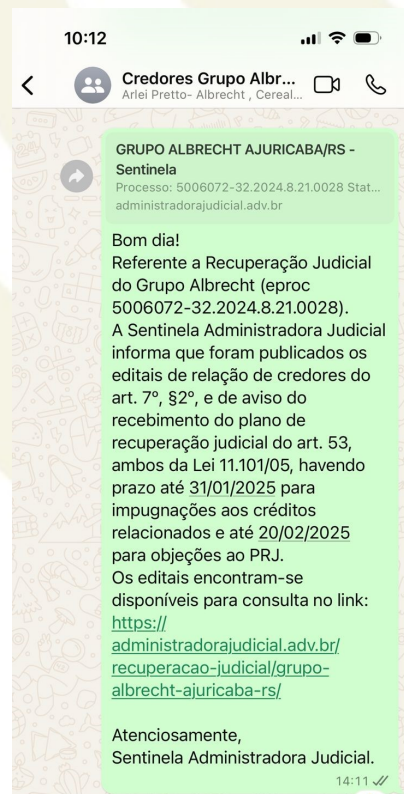 10:12
Credores Grupo Albr...
Arlei Pretto- Albrecht , Cereal...
GRUPO ALBRECHT AJURICABA/RS -
Sentinela
Processo: 5006072-32.2024.8.21.0028 Stat...
administradorajudicial.adv.br
Bom dia!
Referente a Recuperação Judicial
do Grupo Albrecht (eproc
5006072-32.2024.8.21.0028).
A Sentinela Administradora Judicial
informa que foram publicados os
editais de relação de credores do
art. 7º, §2º, e de aviso do
recebimento do plano de
recuperação judicial do art. 53,
ambos da Lei 11.101/05, havendo
prazo até 31/01/2025 para
impugnações aos créditos
relacionados e até 20/02/2025
para objeções ao PRJ.
Os editais encontram-se
disponíveis para consulta no link:
https://
administradorajudicial.adv.br/
recuperacao-judicial/grupo-
albrecht-ajuricaba-rs/
Atenciosamente,
Sentinela Administradora Judicial.
14:11